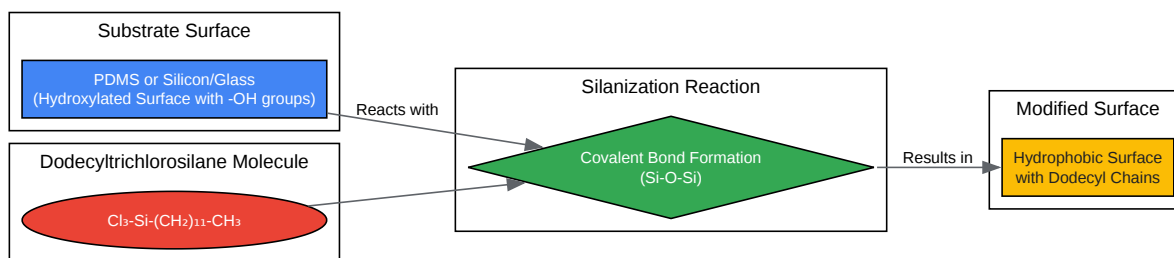 Substrate Surface
PDMS or Silicon/Glass
(Hydroxylated Surface with -OH groups)
Reacts with
Dodecyltrichlorosilane Molecule
Cl₃-Si-(CH₂)₁₁-CH₃
Silanization Reaction
Covalent Bond Formation
(Si-O-Si)
Results in
Modified Surface
Hydrophobic Surface
with Dodecyl Chains